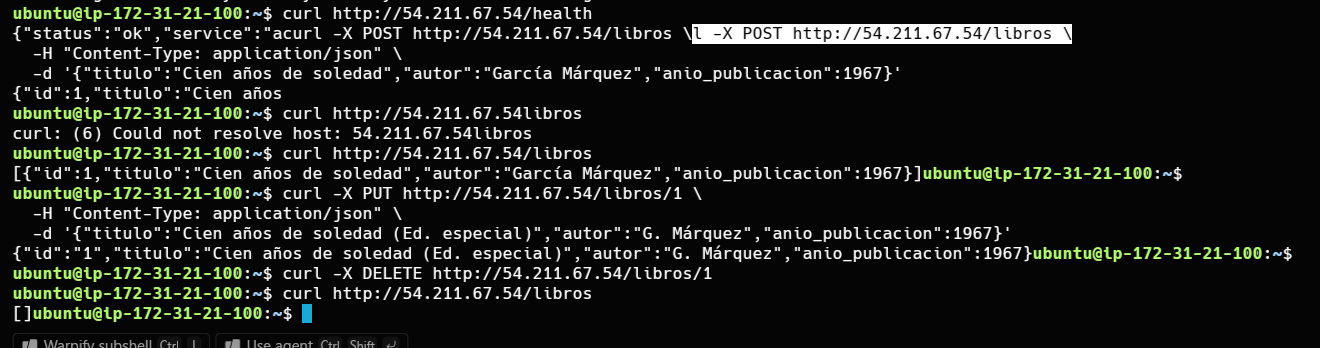 ubuntu@ip-172-31-21-100:~$ curl http://54.211.67.54/health
{"status":"ok","service":"acurl -X POST http://54.211.67.54/libros \l -X POST http://54.211.67.54/libros \
  -H "Content-Type: application/json" \
  -d '{"titulo":"Cien años de soledad","autor":"García Márquez","anio_publicacion":1967}'
{"id":1,"titulo":"Cien años
ubuntu@ip-172-31-21-100:~$ curl http://54.211.67.54libros
curl: (6) Could not resolve host: 54.211.67.54libros
ubuntu@ip-172-31-21-100:~$ curl http://54.211.67.54/libros
[{"id":1,"titulo":"Cien años de soledad","autor":"García Márquez","anio_publicacion":1967}]ubuntu@ip-172-31-21-100:~$
ubuntu@ip-172-31-21-100:~$ curl -X PUT http://54.211.67.54/libros/1 \
  -H "Content-Type: application/json" \
  -d '{"titulo":"Cien años de soledad (Ed. especial)","autor":"G. Márquez","anio_publicacion":1967}'
{"id":"1","titulo":"Cien años de soledad (Ed. especial)","autor":"G. Márquez","anio_publicacion":1967}ubuntu@ip-172-31-21-100:~$
ubuntu@ip-172-31-21-100:~$ curl -X DELETE http://54.211.67.54/libros/1
ubuntu@ip-172-31-21-100:~$ curl http://54.211.67.54/libros
[]ubuntu@ip-172-31-21-100:~$
Warpify subshell Ctrl I Use agent Ctrl Shift ↵